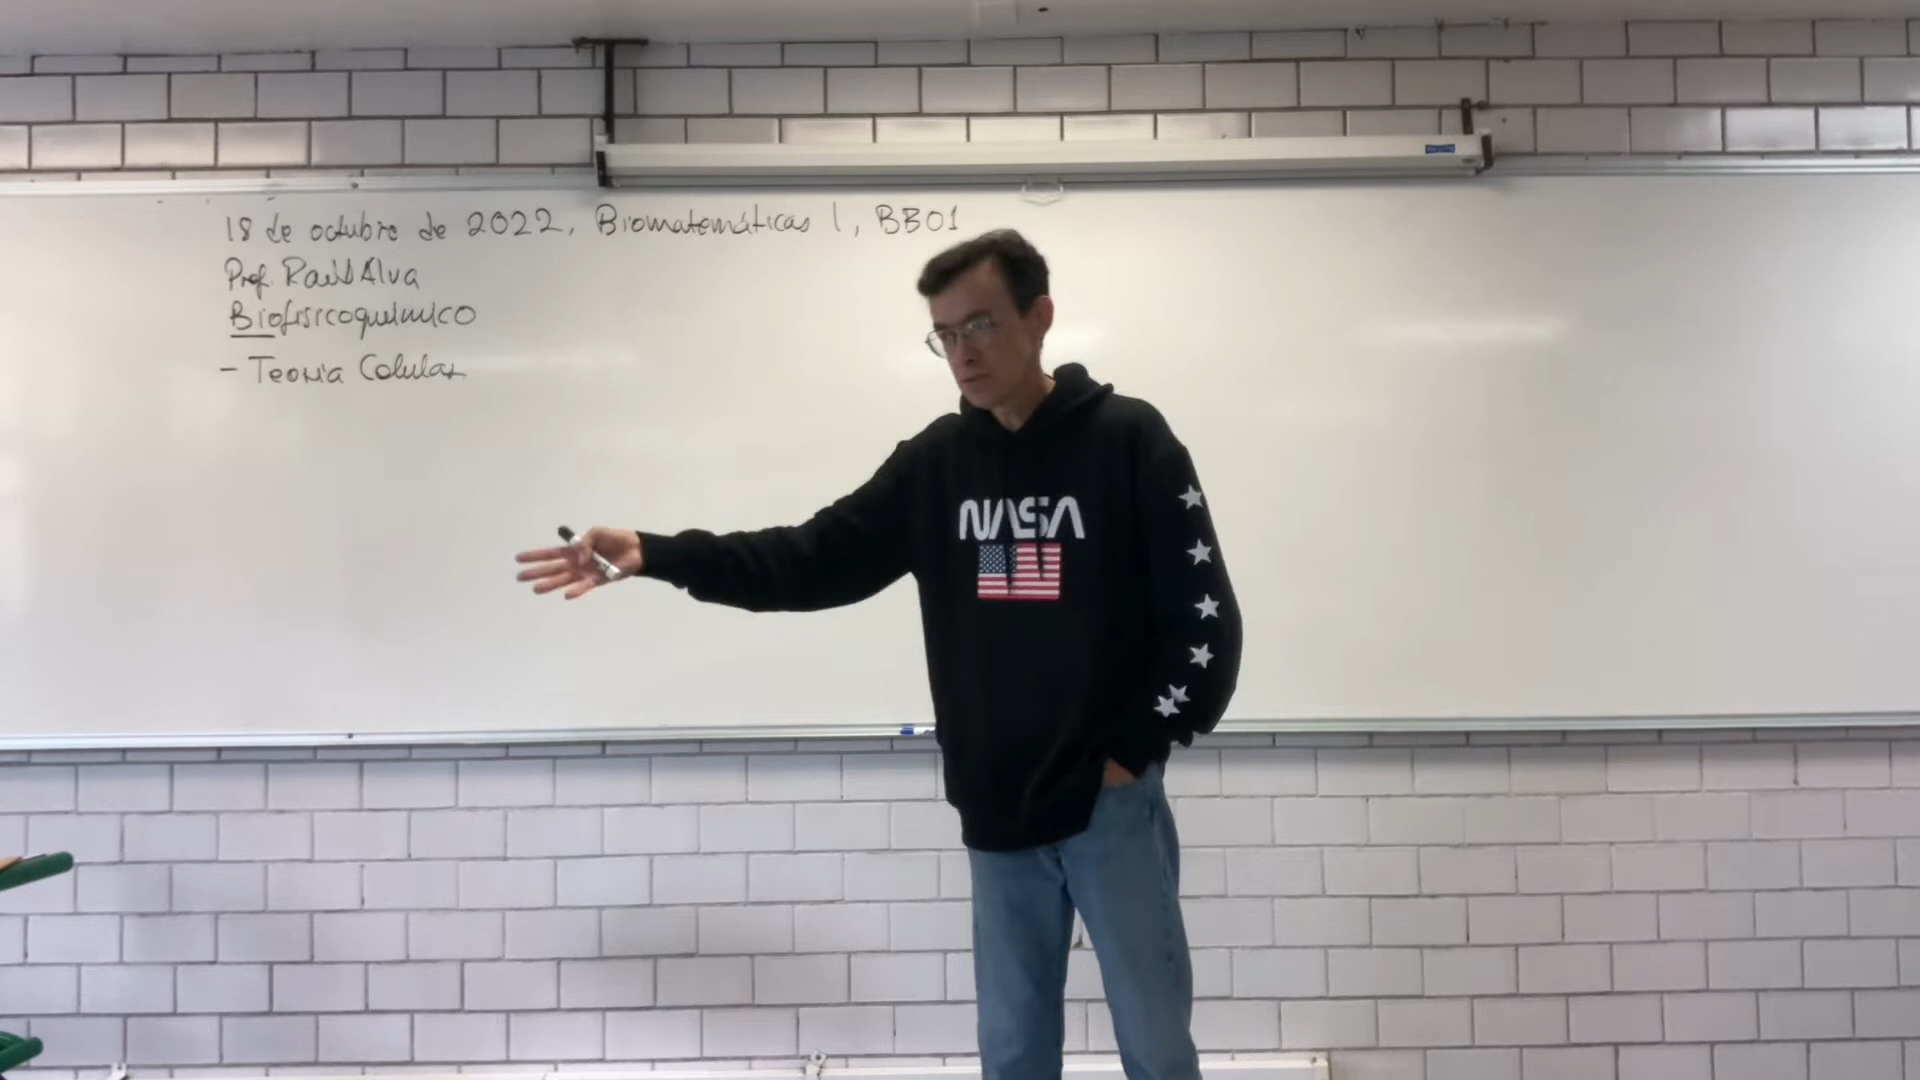 18 de octubre de 2022, Biomatemáticas I, BB01
Prof. Raúl Alva
Biofisicoquímico
- Teoría Celular
NASA